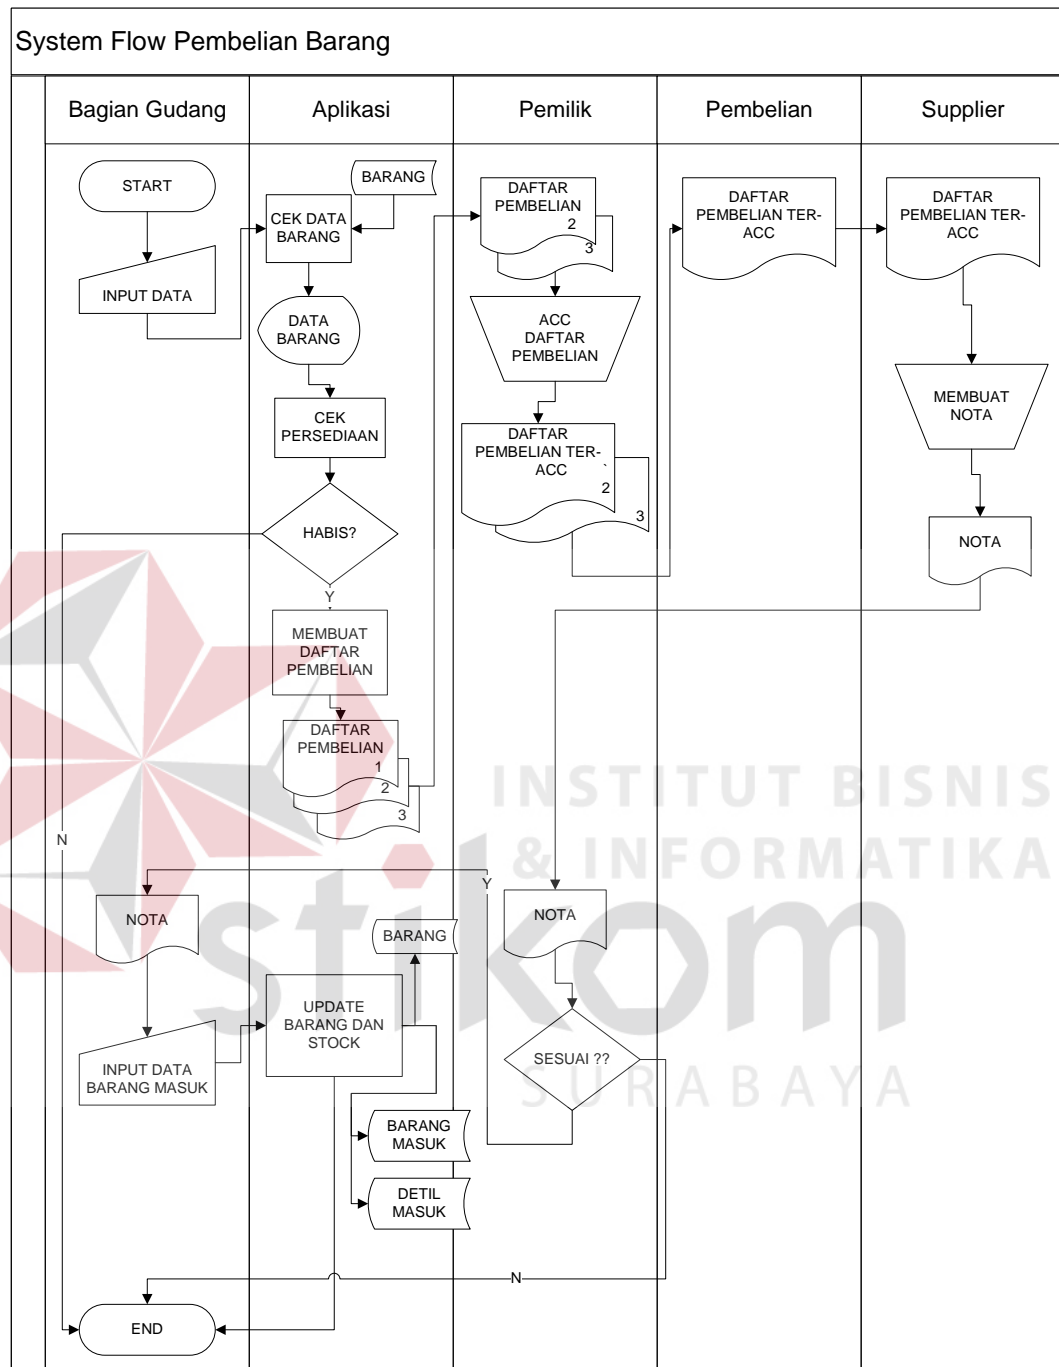 System Flow Pembelian Barang
Bagian Gudang
Aplikasi
Pemilik
Pembelian
Supplier
START
INPUT DATA
BARANG
CEK DATA
BARANG
DATA
BARANG
CEK
PERSEDIAAN
HABIS?
Y
N
MEMBUAT
DAFTAR
PEMBELIAN
DAFTAR
PEMBELIAN
1
2
3
DAFTAR
PEMBELIAN
2
3
ACC
DAFTAR
PEMBELIAN
DAFTAR
PEMBELIAN TER-
ACC
`
2
3
DAFTAR
PEMBELIAN TER-
ACC
DAFTAR
PEMBELIAN TER-
ACC
MEMBUAT
NOTA
NOTA
NOTA
SESUAI ??
Y
N
NOTA
INPUT DATA
BARANG MASUK
UPDATE
BARANG DAN
STOCK
BARANG
BARANG
MASUK
DETIL
MASUK
END
INSTITUT BISNIS
& INFORMATIKA
stikom
SURABAYA